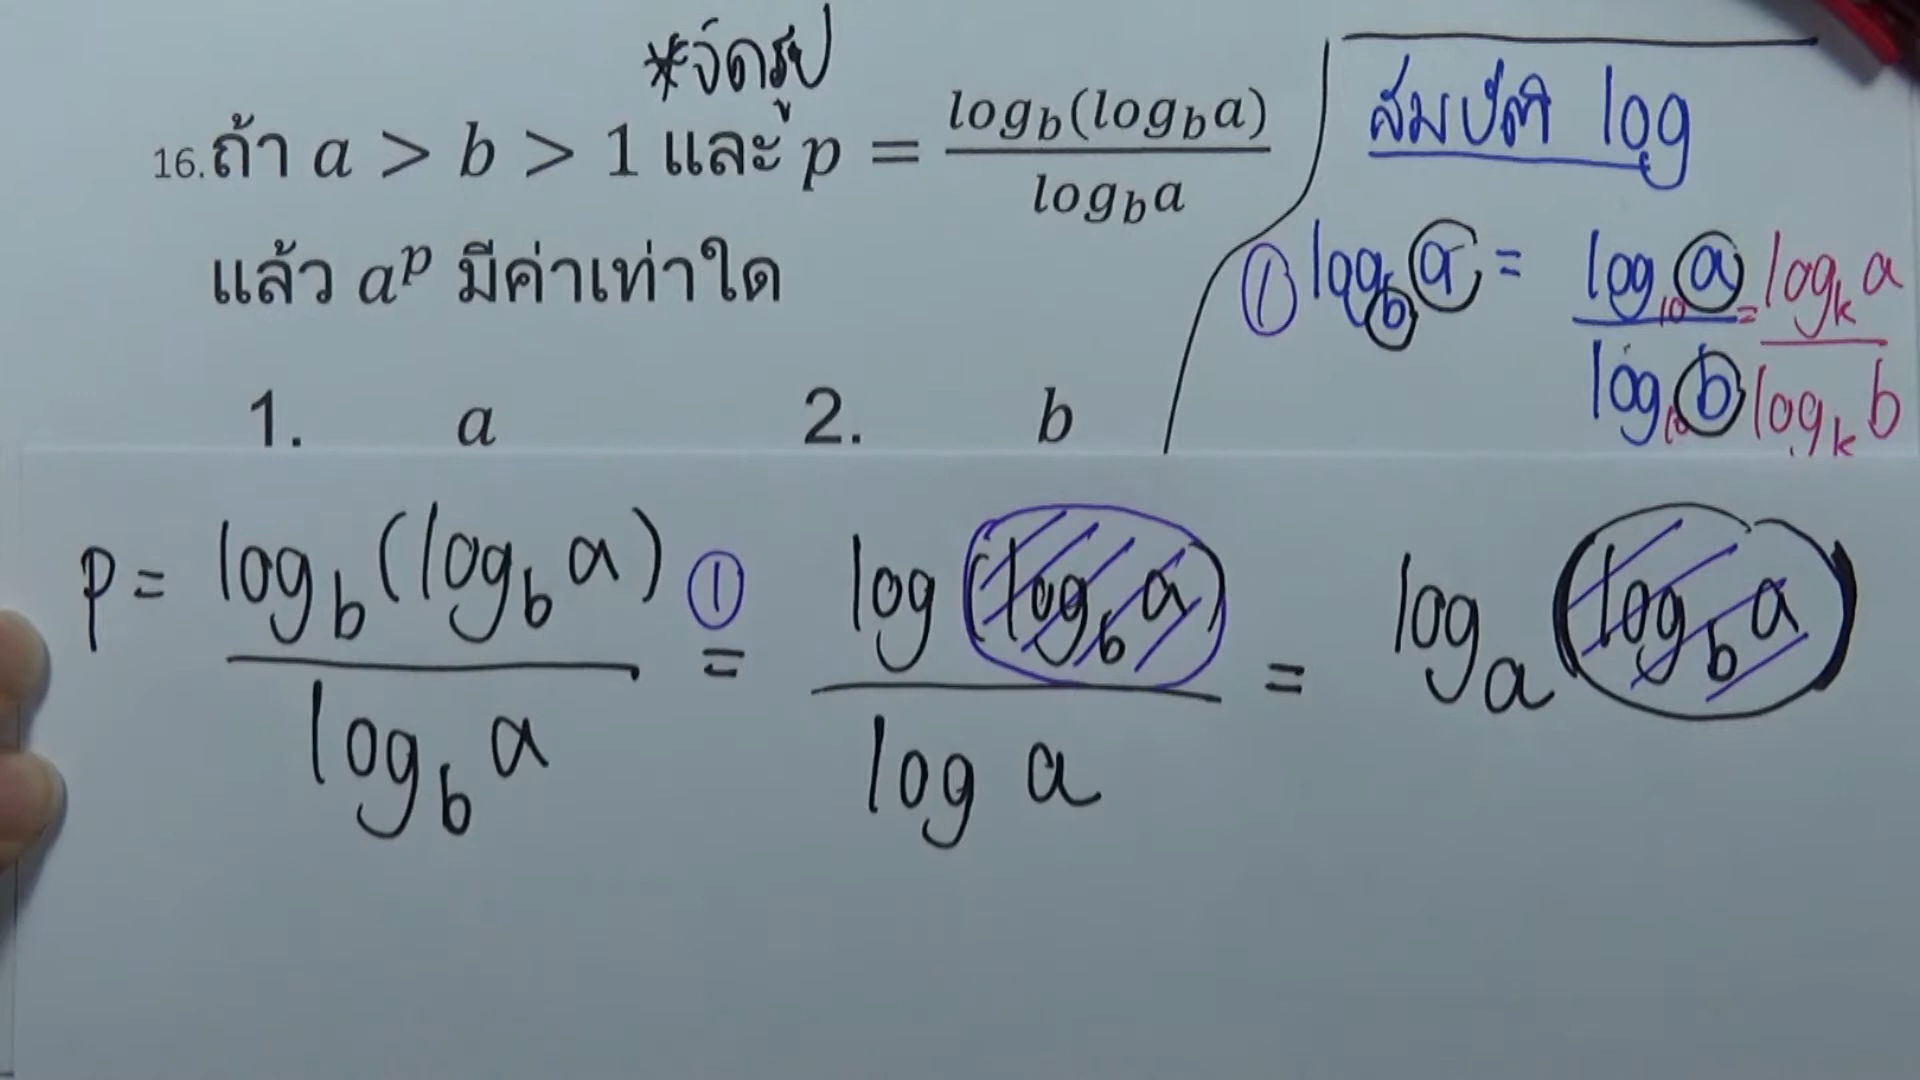 *จัดรูป
16. ถ้า a > b > 1 และ p = log_b(log_b a) / log_b a
แล้ว a^p มีค่าเท่าใด
1. a 2. b
สมบัติ log
① log_b a = log_10 a / log_10 b = log_k a / log_k b
p = log_b (log_b a) / log_b a ① = log (log_b a) / log a = log_a (log_b a)